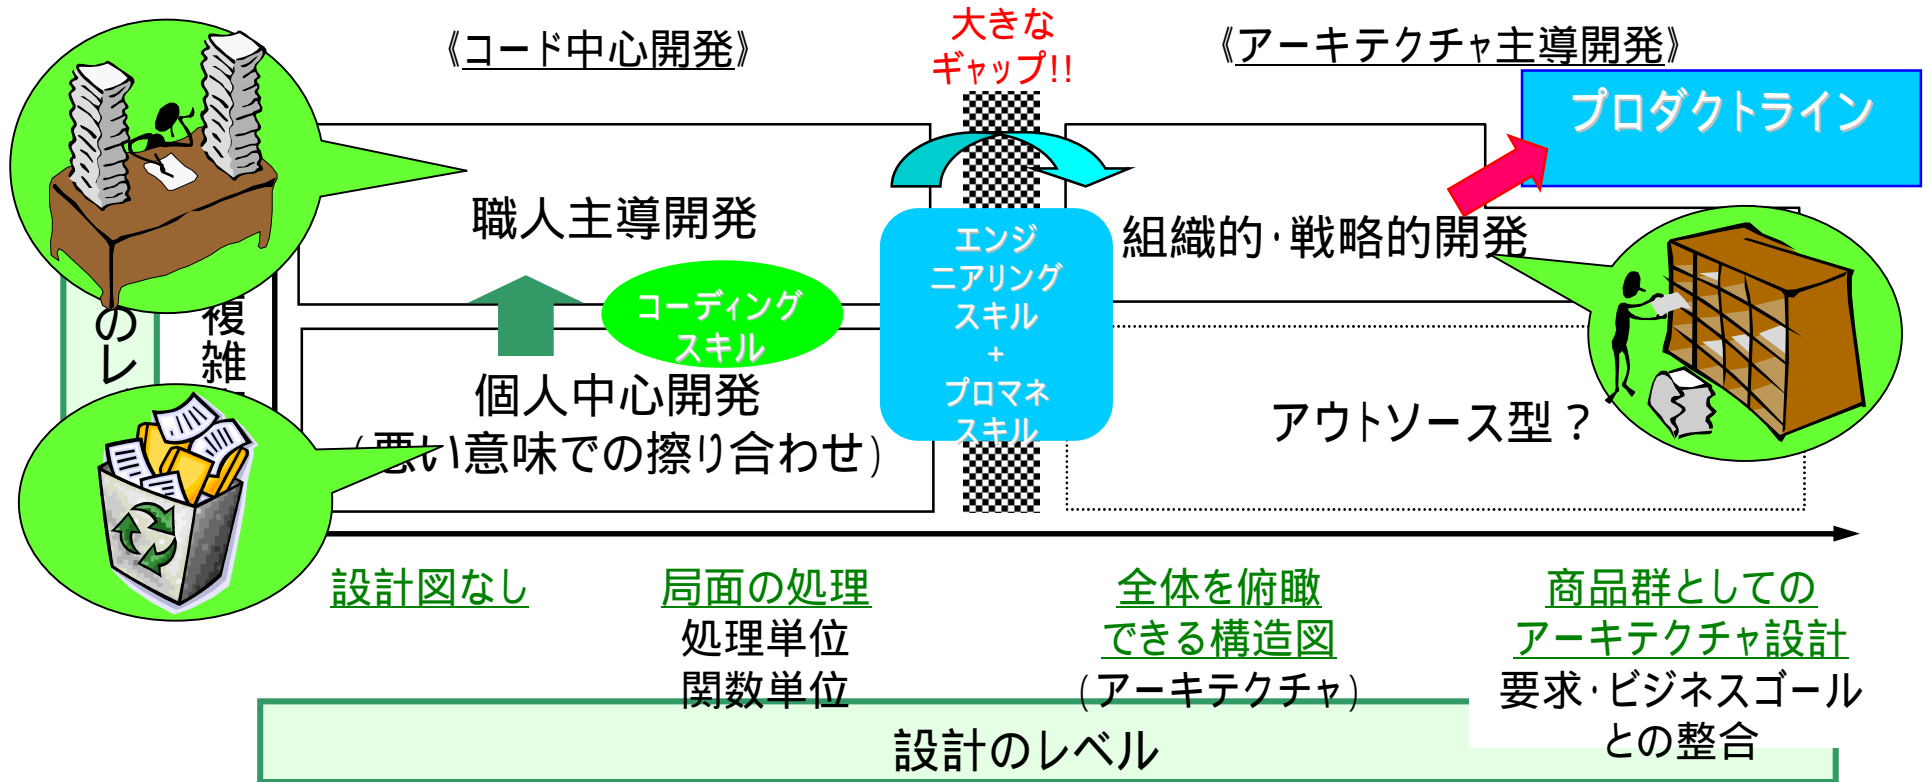 《コード中心開発》
大きな
ギャップ!!
《アーキテクチャ主導開発》
プロダクトライン
職人主導開発
エンジ
ニアリング
スキル
+
プロマネ
スキル
組織的・戦略的開発
コーディング
スキル
のレ
複雑
個人中心開発
(悪い意味での擦り合わせ)
アウトソース型？
設計図なし
局面の処理
処理単位
関数単位
全体を俯瞰
できる構造図
(アーキテクチャ)
商品群としての
アーキテクチャ設計
要求・ビジネスゴール
との整合
設計のレベル